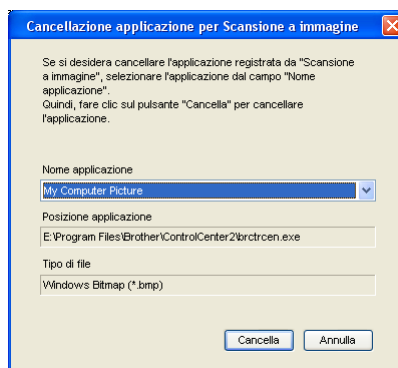 Cancellazione applicazione per Scansione a immagine
Se si desidera cancellare l'applicazione registrata da "Scansione
a immagine", selezionare l'applicazione dal campo "Nome
applicazione".
Quindi, fare clic sul pulsante "Cancella" per cancellare
l'applicazione.
Nome applicazione
My Computer Picture
Posizione applicazione
E:\Program Files\Brother\ControlCenter2\brctrcen.exe
Tipo di file
Windows Bitmap (*.bmp)
Cancella Annulla